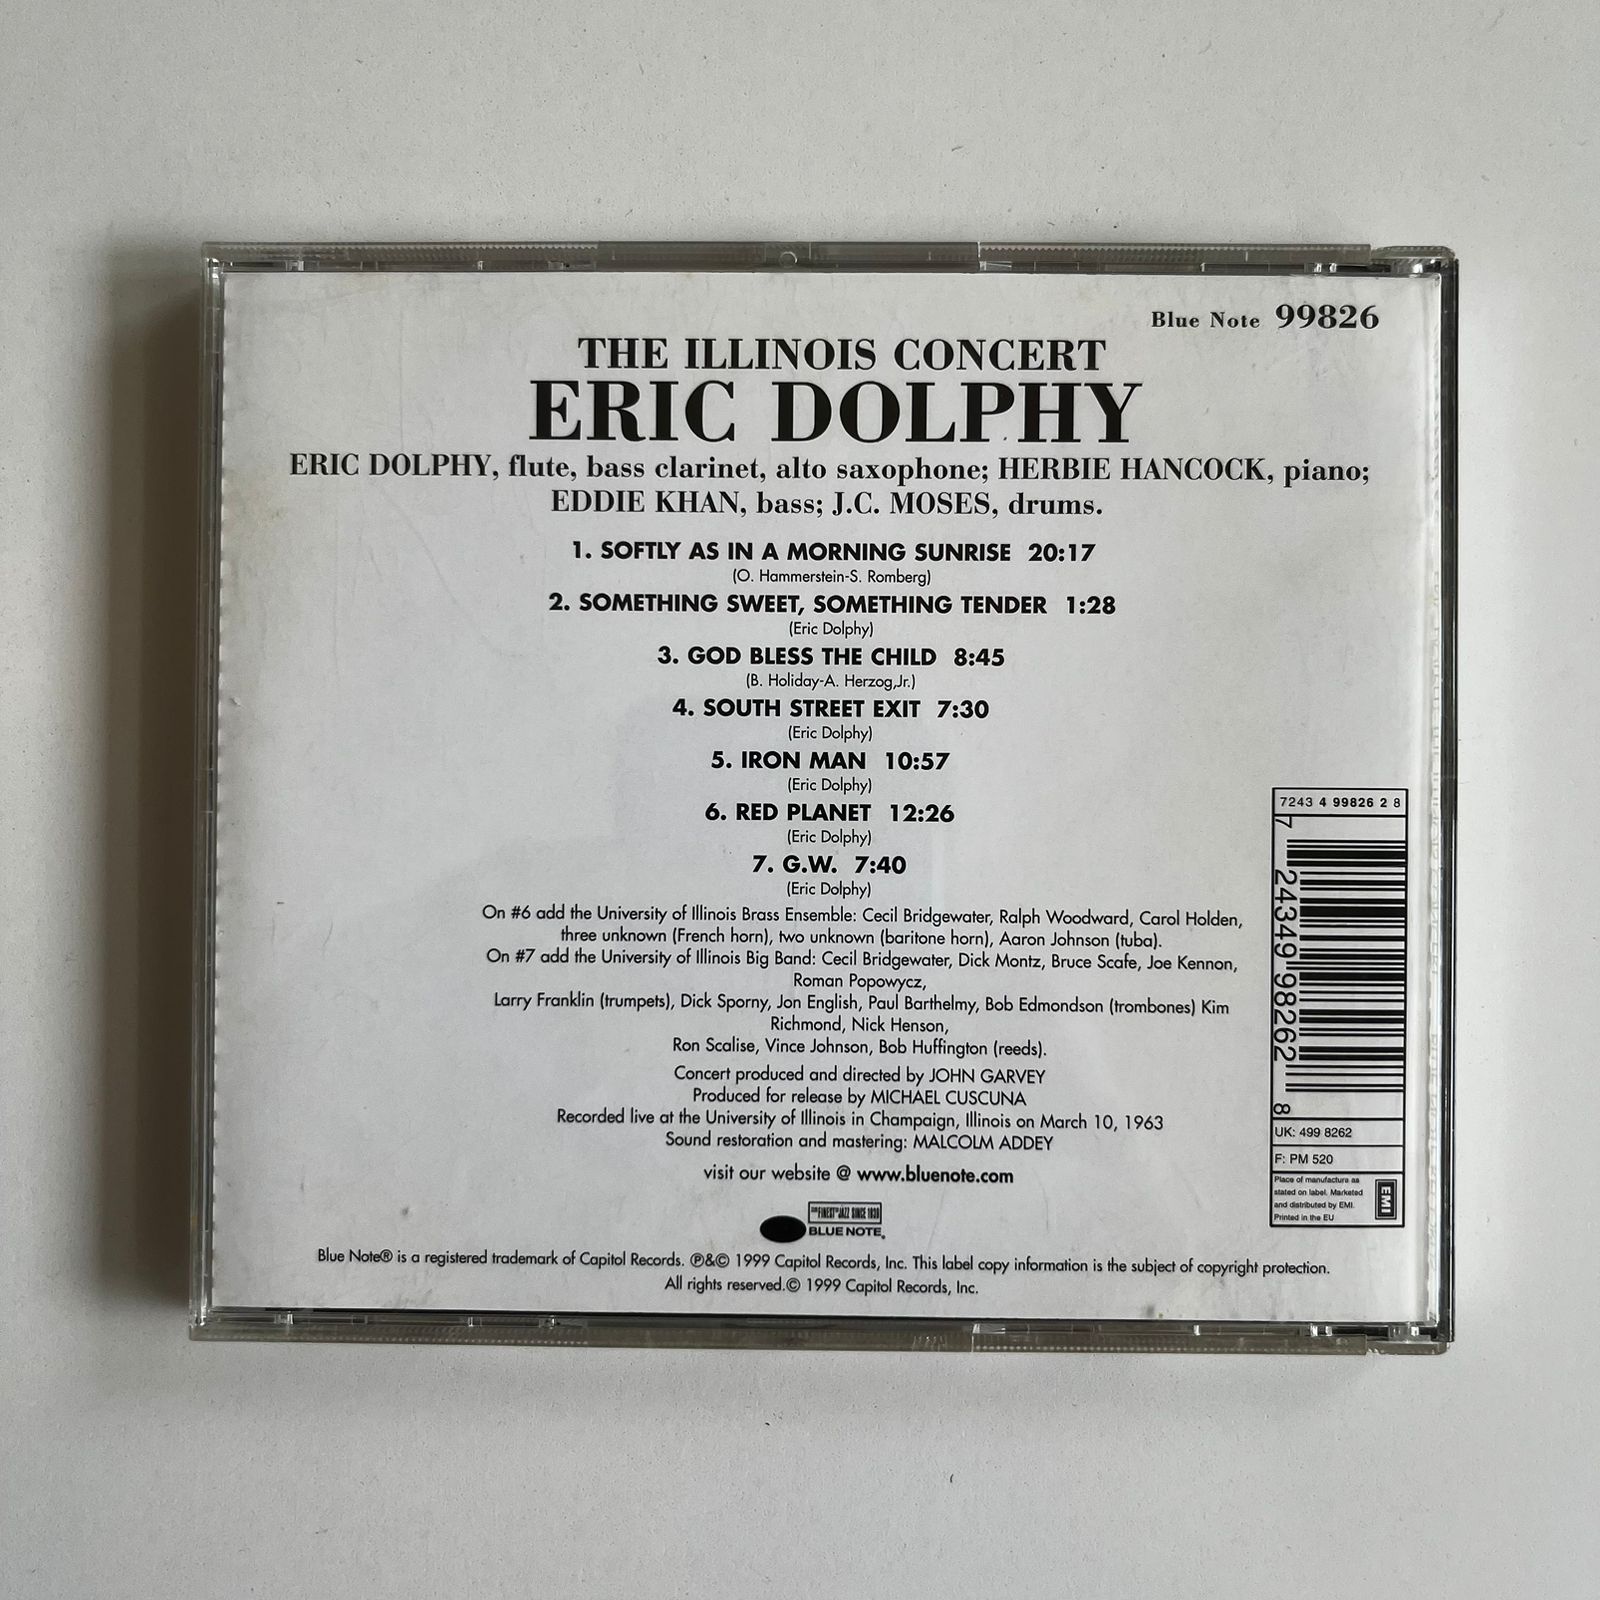 Blue Note 99826
THE ILLINOIS CONCERT
ERIC DOLPHY
ERIC DOLPHY, flute, bass clarinet, alto saxophone; HERBIE HANCOCK, piano;
EDDIE KHAN, bass; J.C. MOSES, drums.
1. SOFTLY AS IN A MORNING SUNRISE 20:17
(O. Hammerstein-S. Romberg)
2. SOMETHING SWEET, SOMETHING TENDER 1:28
(Eric Dolphy)
3. GOD BLESS THE CHILD 8:45
(B. Holiday-A. Herzog,Jr.)
4. SOUTH STREET EXIT 7:30
(Eric Dolphy)
5. IRON MAN 10:57
(Eric Dolphy)
6. RED PLANET 12:26
(Eric Dolphy)
7. G.W. 7:40
(Eric Dolphy)
On #6 add the University of Illinois Brass Ensemble: Cecil Bridgewater, Ralph Woodward, Carol Holden,
three unknown (French horn), two unknown (baritone horn), Aaron Johnson (tuba).
On #7 add the University of Illinois Big Band: Cecil Bridgewater, Dick Montz, Bruce Scafe, Joe Kennon,
Roman Popowycz,
Larry Franklin (trumpets), Dick Sporny, Jon English, Paul Barthelmy, Bob Edmondson (trombones) Kim
Richmond, Nick Henson,
Ron Scalise, Vince Johnson, Bob Huffington (reeds).
Concert produced and directed by JOHN GARVEY
Produced for release by MICHAEL CUSCUNA
Recorded live at the University of Illinois in Champaign, Illinois on March 10, 1963
Sound restoration and mastering: MALCOLM ADDEY
visit our website @ www.bluenote.com
THE FINEST IN JAZZ SINCE 1939
BLUE NOTE
Blue Note® is a registered trademark of Capitol Records. ℗&© 1999 Capitol Records, Inc. This label copy information is the subject of copyright protection.
All rights reserved.© 1999 Capitol Records, Inc.
7243 4 99826 2 8
7 24349 98262 8
UK: 499 8262
F: PM 520
Place of manufacture as
stated on label. Marketed
and distributed by EMI.
Printed in the EU
EMI